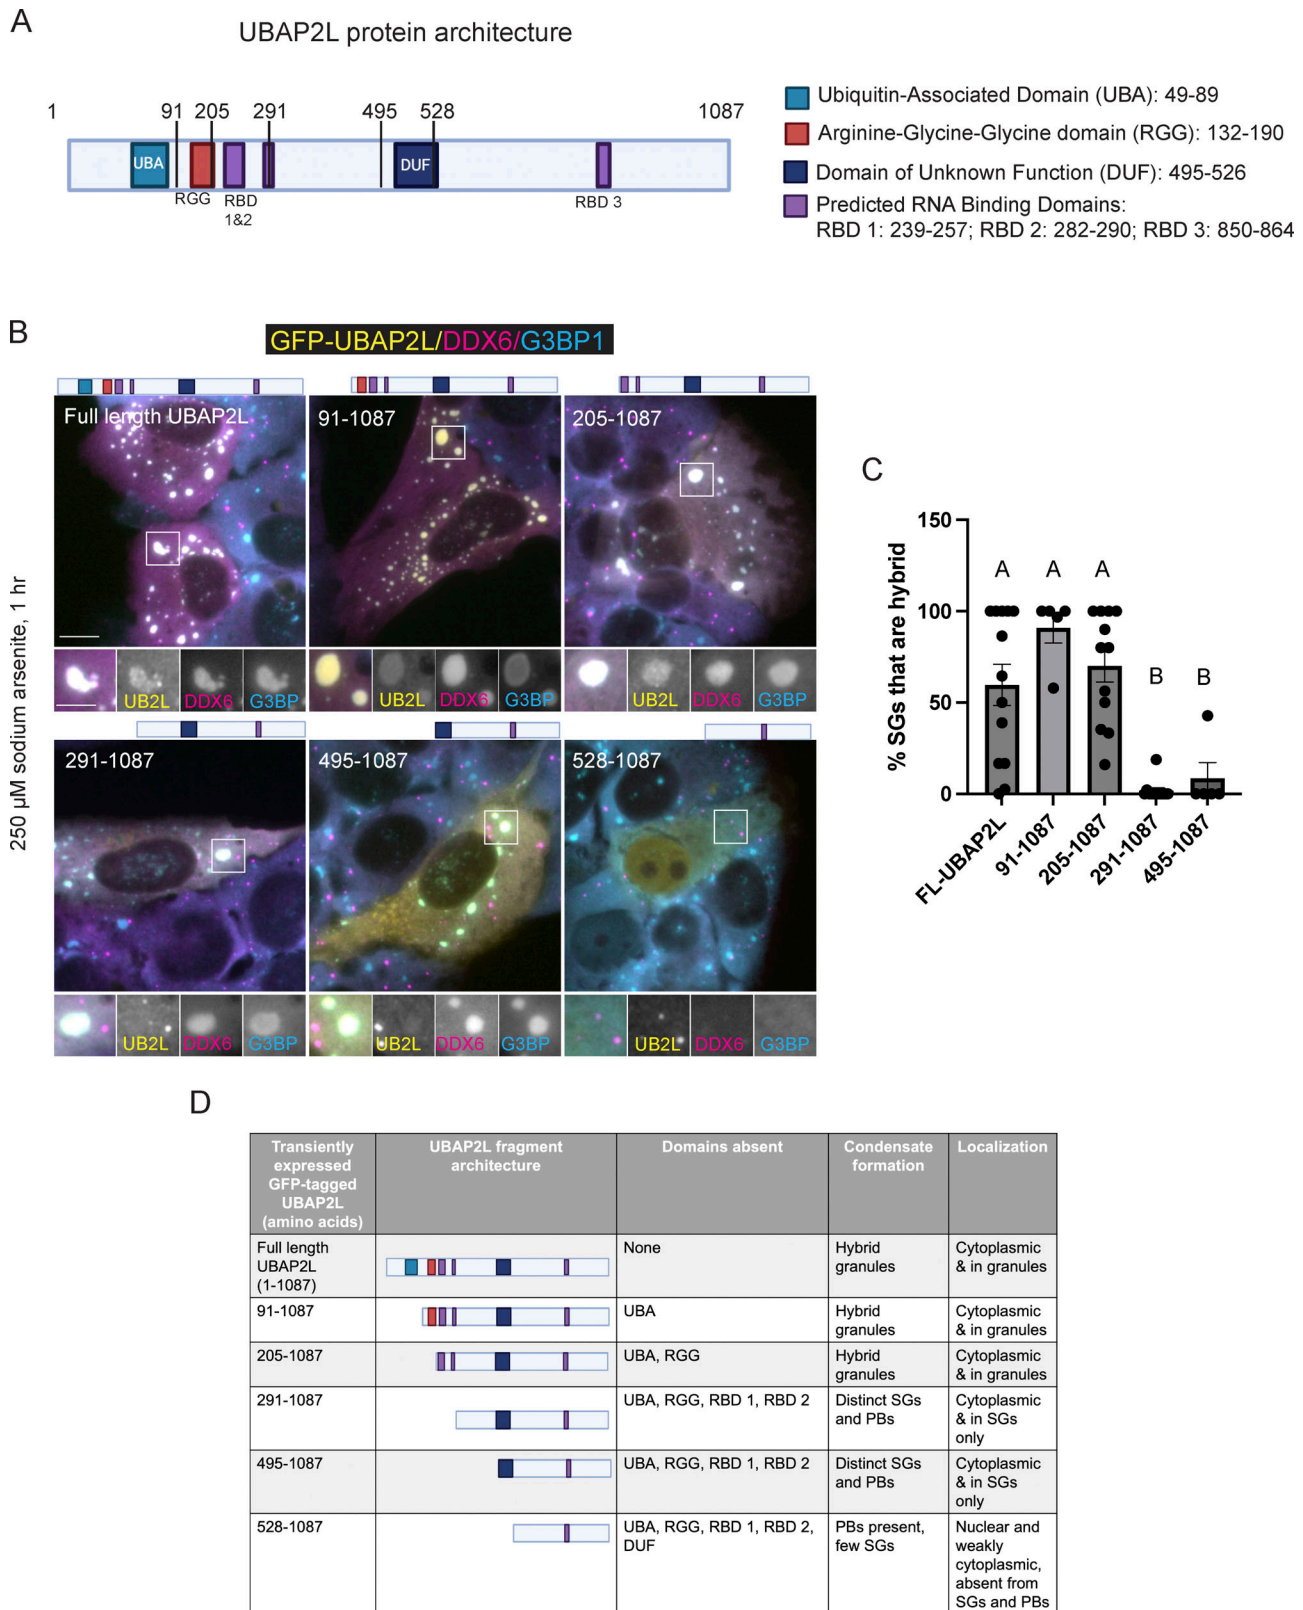 A
UBAP2L protein architecture
1
91
205
291
495
528
1087
UBA
DUF
RGG
RBD
1&2
RBD 3
Ubiquitin-Associated Domain (UBA): 49-89
Arginine-Glycine-Glycine domain (RGG): 132-190
Domain of Unknown Function (DUF): 495-526
Predicted RNA Binding Domains:
RBD 1: 239-257; RBD 2: 282-290; RBD 3: 850-864
B
GFP-UBAP2L/DDX6/G3BP1
250 µM sodium arsenite, 1 hr
Full length UBAP2L
91-1087
205-1087
UB2L
DDX6
G3BP
UB2L
DDX6
G3BP
UB2L
DDX6
G3BP
291-1087
495-1087
528-1087
UB2L
DDX6
G3BP
UB2L
DDX6
G3BP
UB2L
DDX6
G3BP
C
% SGs that are hybrid
150
100
50
0
A
A
A
B
B
FL-UBAP2L
91-1087
205-1087
291-1087
495-1087
D
Transiently
expressed
GFP-tagged
UBAP2L
(amino acids)
UBAP2L fragment
architecture
Domains absent
Condensate
formation
Localization
Full length
UBAP2L
(1-1087)
None
Hybrid
granules
Cytoplasmic
& in granules
91-1087
UBA
Hybrid
granules
Cytoplasmic
& in granules
205-1087
UBA, RGG
Hybrid
granules
Cytoplasmic
& in granules
291-1087
UBA, RGG, RBD 1, RBD 2
Distinct SGs
and PBs
Cytoplasmic
& in SGs
only
495-1087
UBA, RGG, RBD 1, RBD 2
Distinct SGs
and PBs
Cytoplasmic
& in SGs
only
528-1087
UBA, RGG, RBD 1, RBD 2,
DUF
PBs present,
few SGs
Nuclear and
weakly
cytoplasmic,
absent from
SGs and PBs